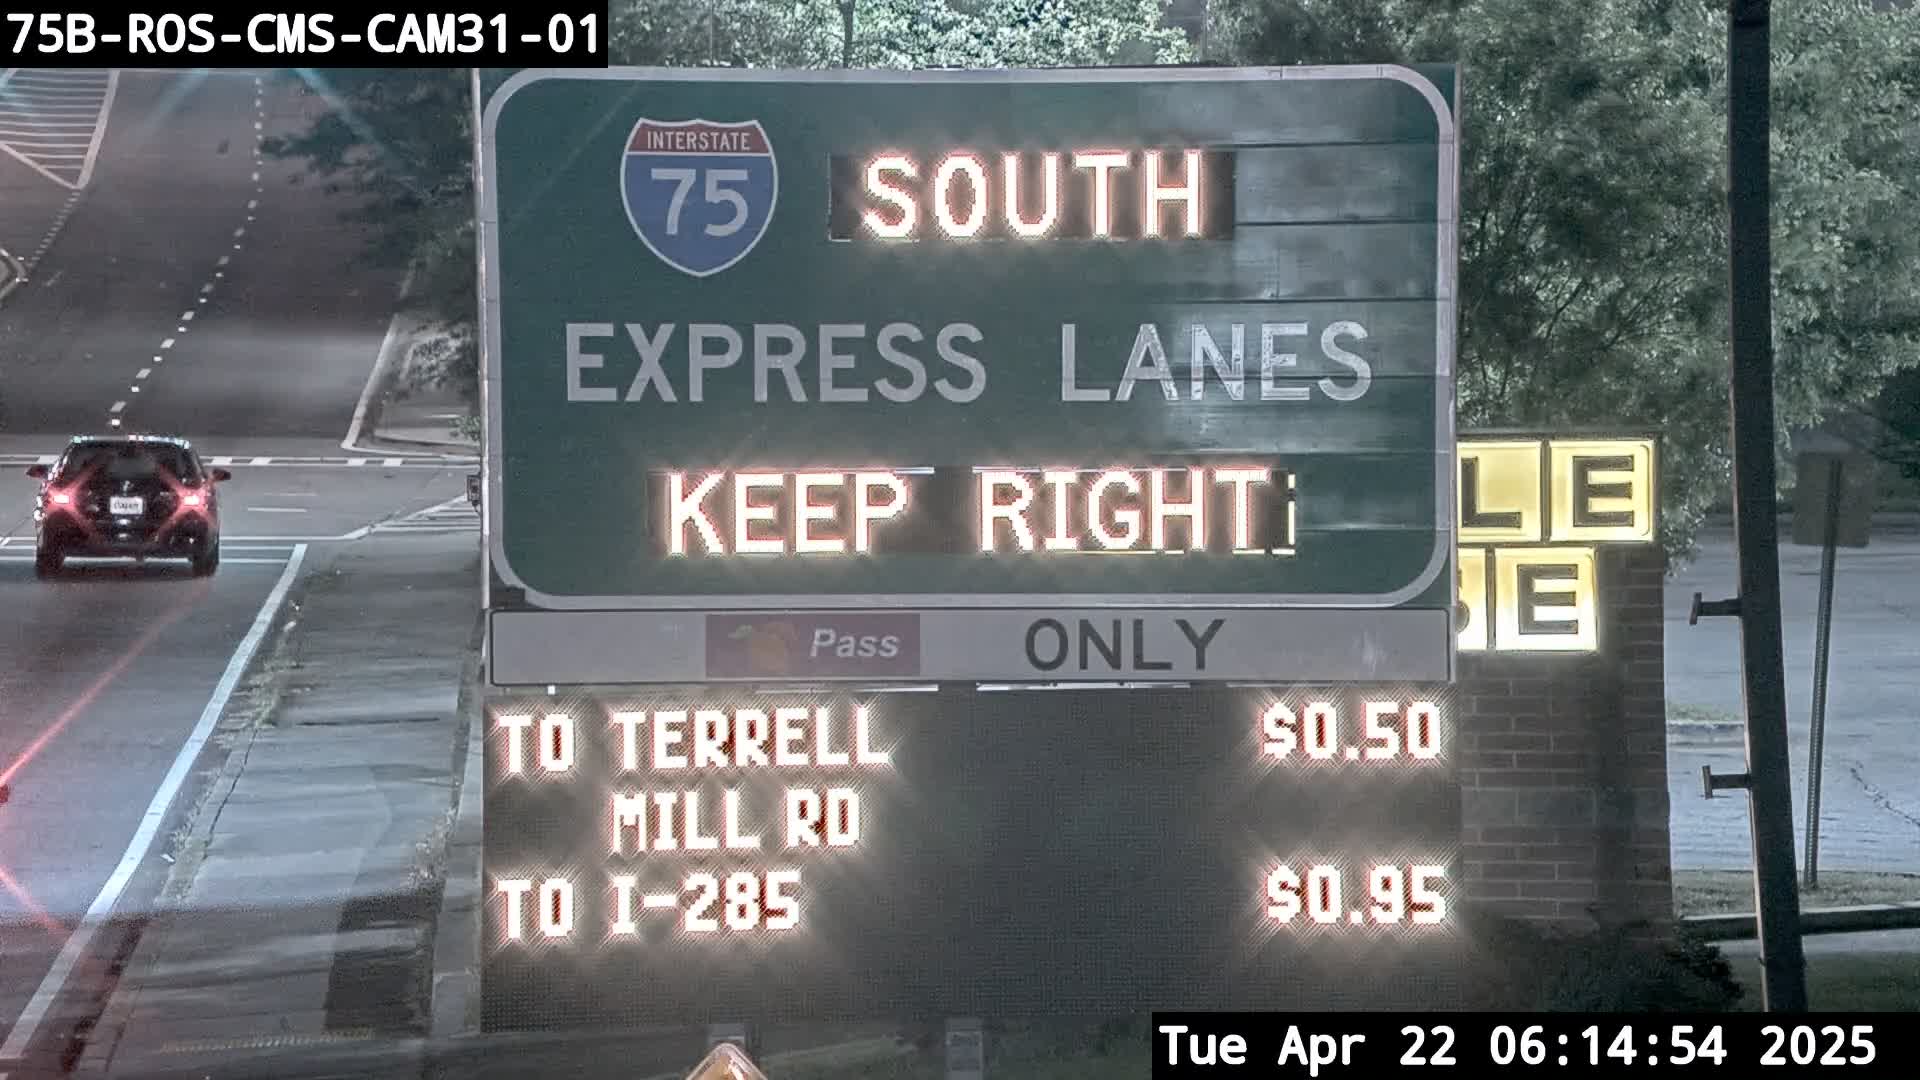 75B-ROS-CMS-CAM31-01
INTERSTATE
75
SOUTH
EXPRESS LANES
KEEP RIGHT
Pass ONLY
TO TERRELL $0.50
MILL RD
TO I-285 $0.95
LE
E
Tue Apr 22 06:14:54 2025